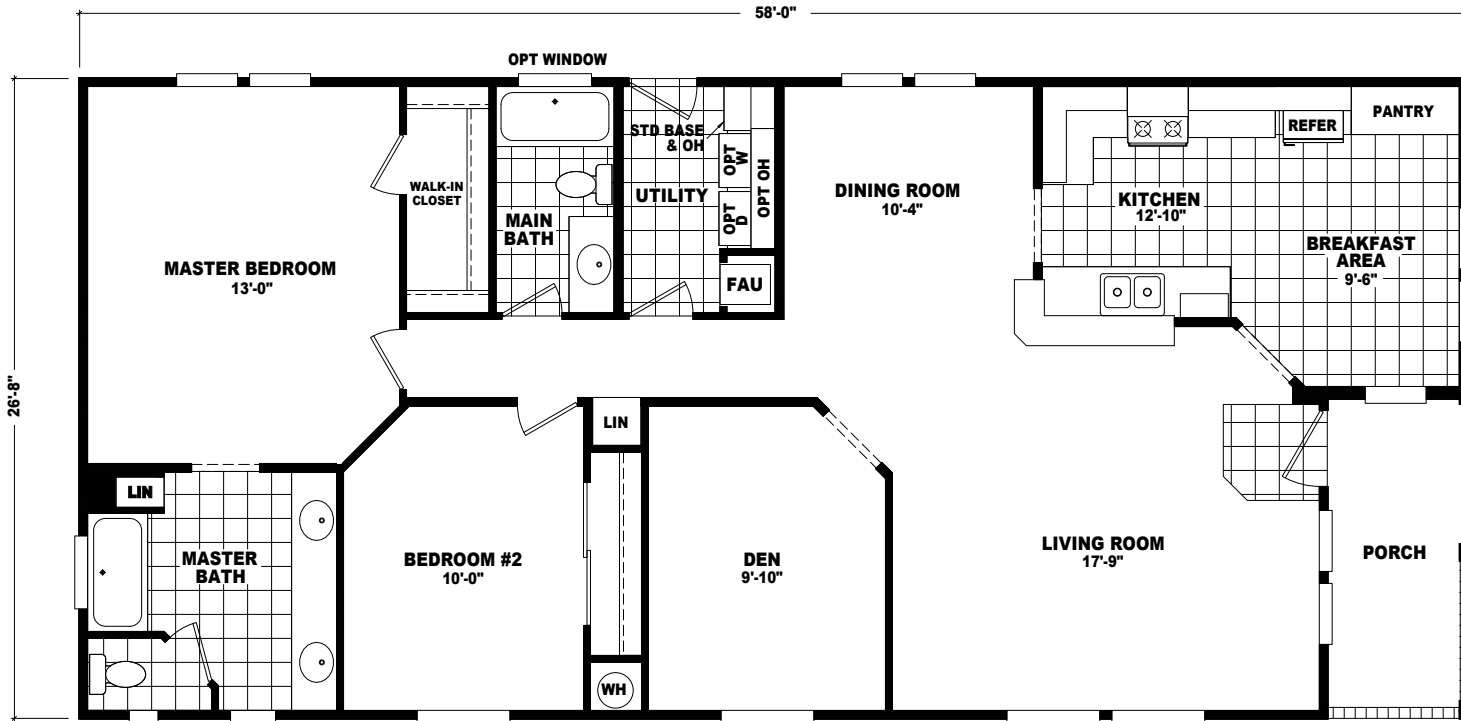 58'-0"
OPT WINDOW
26'-8"
MASTER BEDROOM
13'-0"
WALK-IN
CLOSET
MAIN
BATH
STD BASE
& OH
UTILITY
OPT
W
OPT
D
OPT OH
FAU
DINING ROOM
10'-4"
KITCHEN
12'-10"
REFER
PANTRY
BREAKFAST
AREA
9'-6"
LIN
MASTER
BATH
BEDROOM #2
10'-0"
LIN
WH
DEN
9'-10"
LIVING ROOM
17'-9"
PORCH